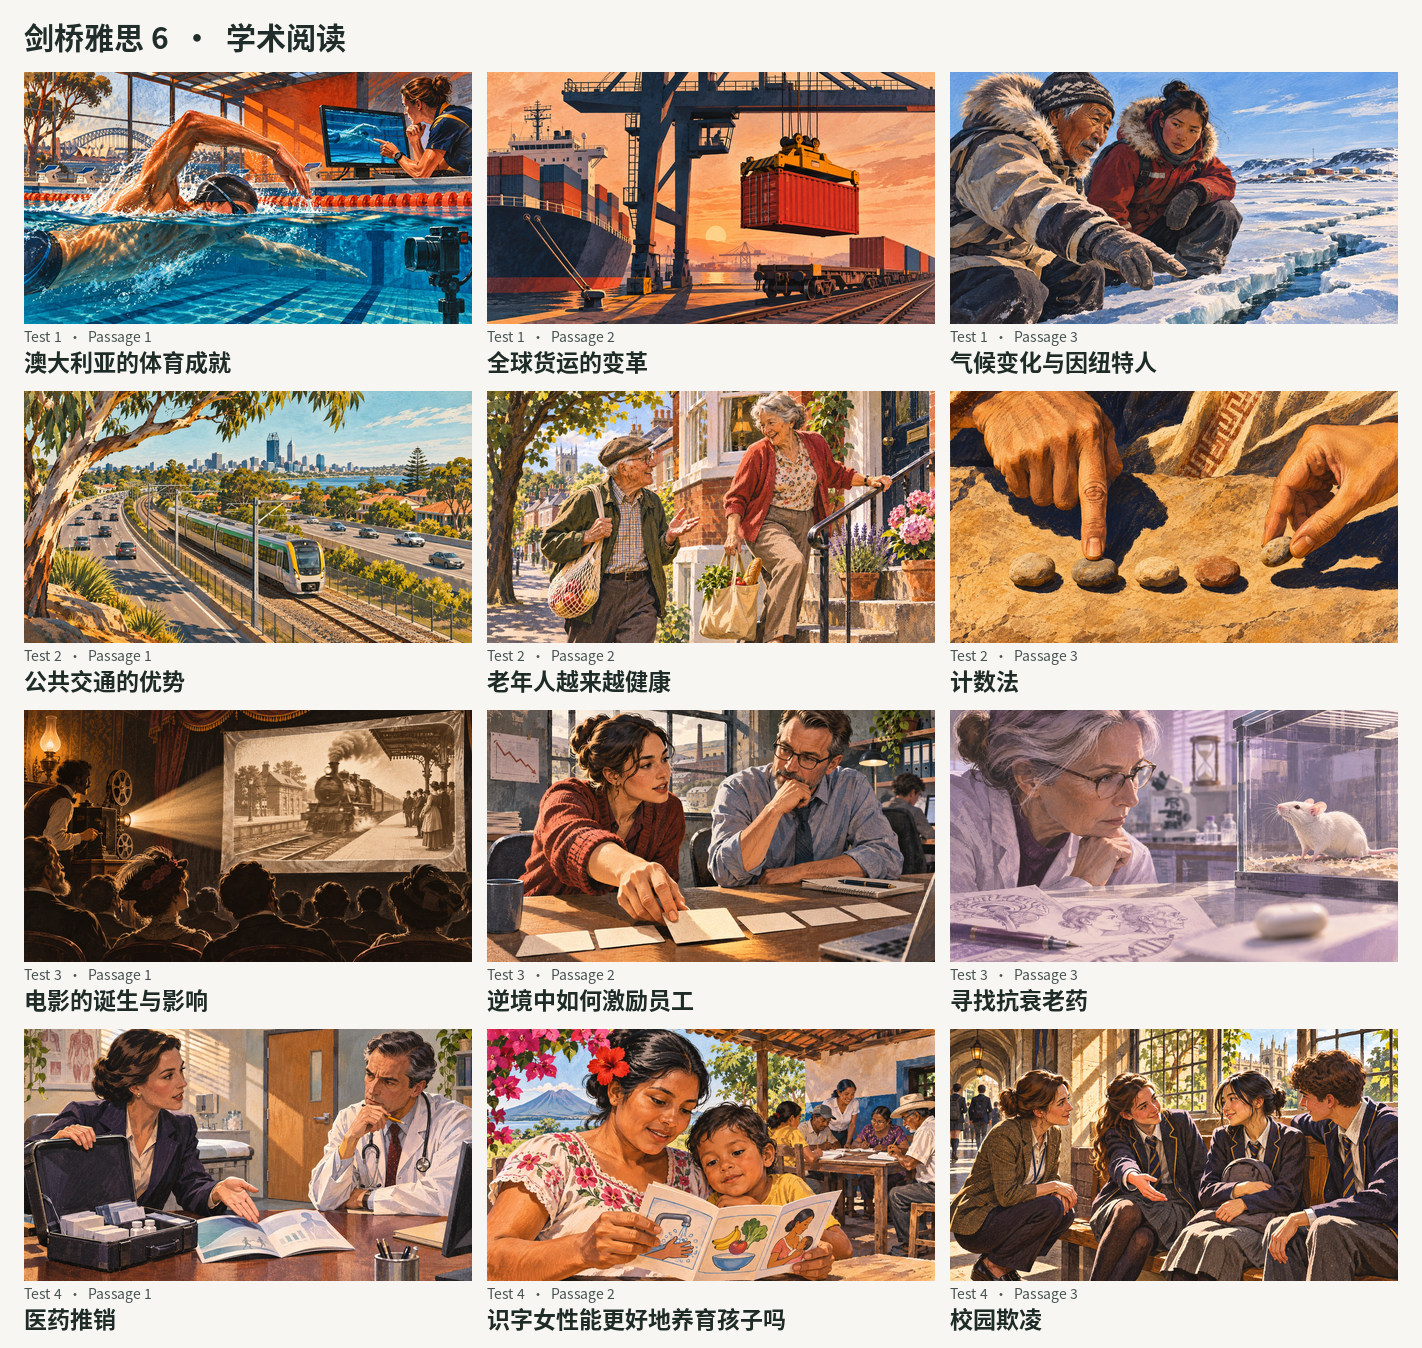 剑桥雅思 6 · 学术阅读
Test 1 · Passage 1
澳大利亚的体育成就
Test 1 · Passage 2
全球货运的变革
Test 1 · Passage 3
气候变化与因纽特人
Test 2 · Passage 1
公共交通的优势
Test 2 · Passage 2
老年人越来越健康
Test 2 · Passage 3
计数法
Test 3 · Passage 1
电影的诞生与影响
Test 3 · Passage 2
逆境中如何激励员工
Test 3 · Passage 3
寻找抗衰老药
Test 4 · Passage 1
医药推销
Test 4 · Passage 2
识字女性能更好地养育孩子吗
Test 4 · Passage 3
校园欺凌